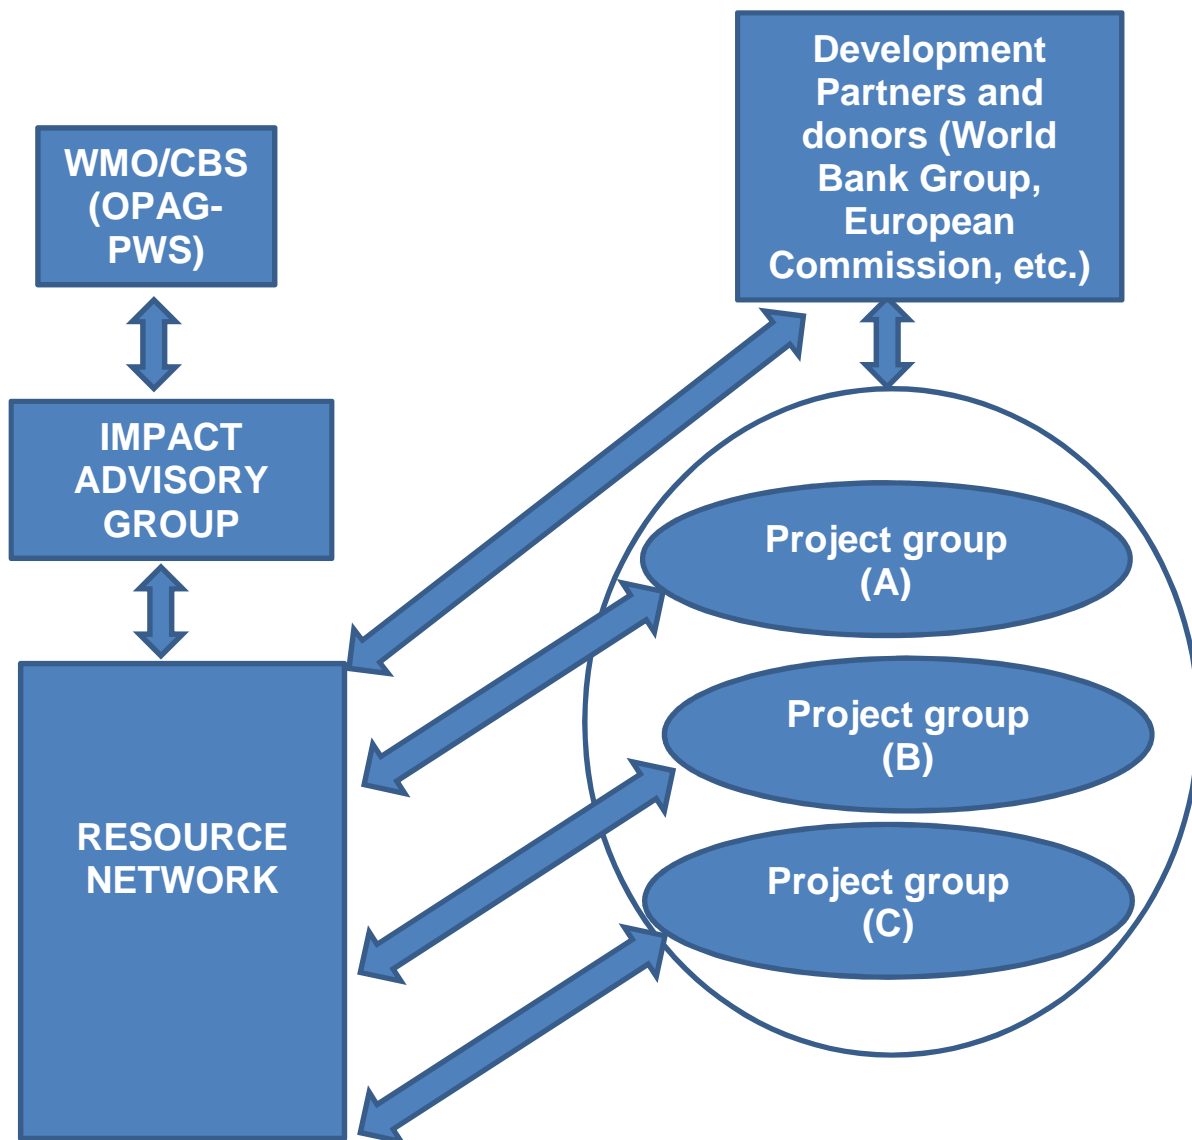 WMO/CBS
(OPAG-
PWS)
Development
Partners and
donors (World
Bank Group,
European
Commission, etc.)
IMPACT
ADVISORY
GROUP
Project group
(A)
Project group
(B)
RESOURCE
NETWORK
Project group
(C)